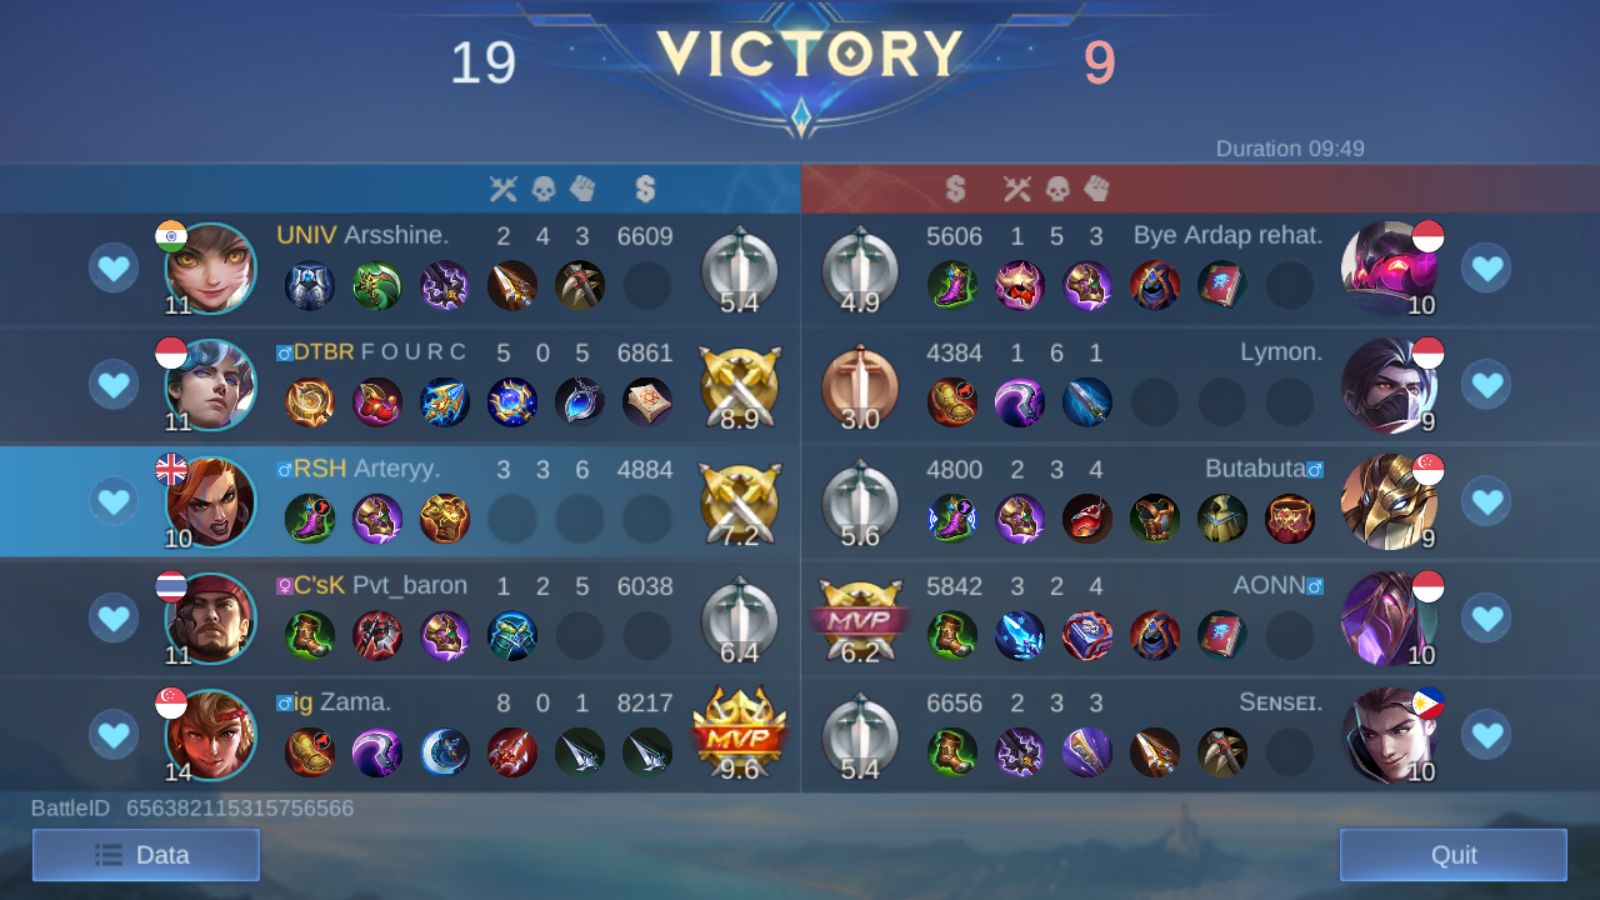 19 VICTORY 9
Duration 09:49
UNIV Arsshine. 2 4 3 6609
11 5.4
4.9 5606 1 5 3 Bye Ardap rehat.
10
DTBR F O U R C 5 0 5 6861
11 8.9
3.0 4384 1 6 1 Lymon.
9
RSH Arteryy. 3 3 6 4884
10 7.2
5.6 4800 2 3 4 Butabuta
9
C'sK Pvt_baron 1 2 5 6038
11 6.4
MVP 6.2 5842 3 2 4 AONN
10
ig Zama. 8 0 1 8217
14 MVP 9.6
5.4 6656 2 3 3 Sᴇɴsᴇɪ.
10
BattleID 656382115315756566
Data
Quit